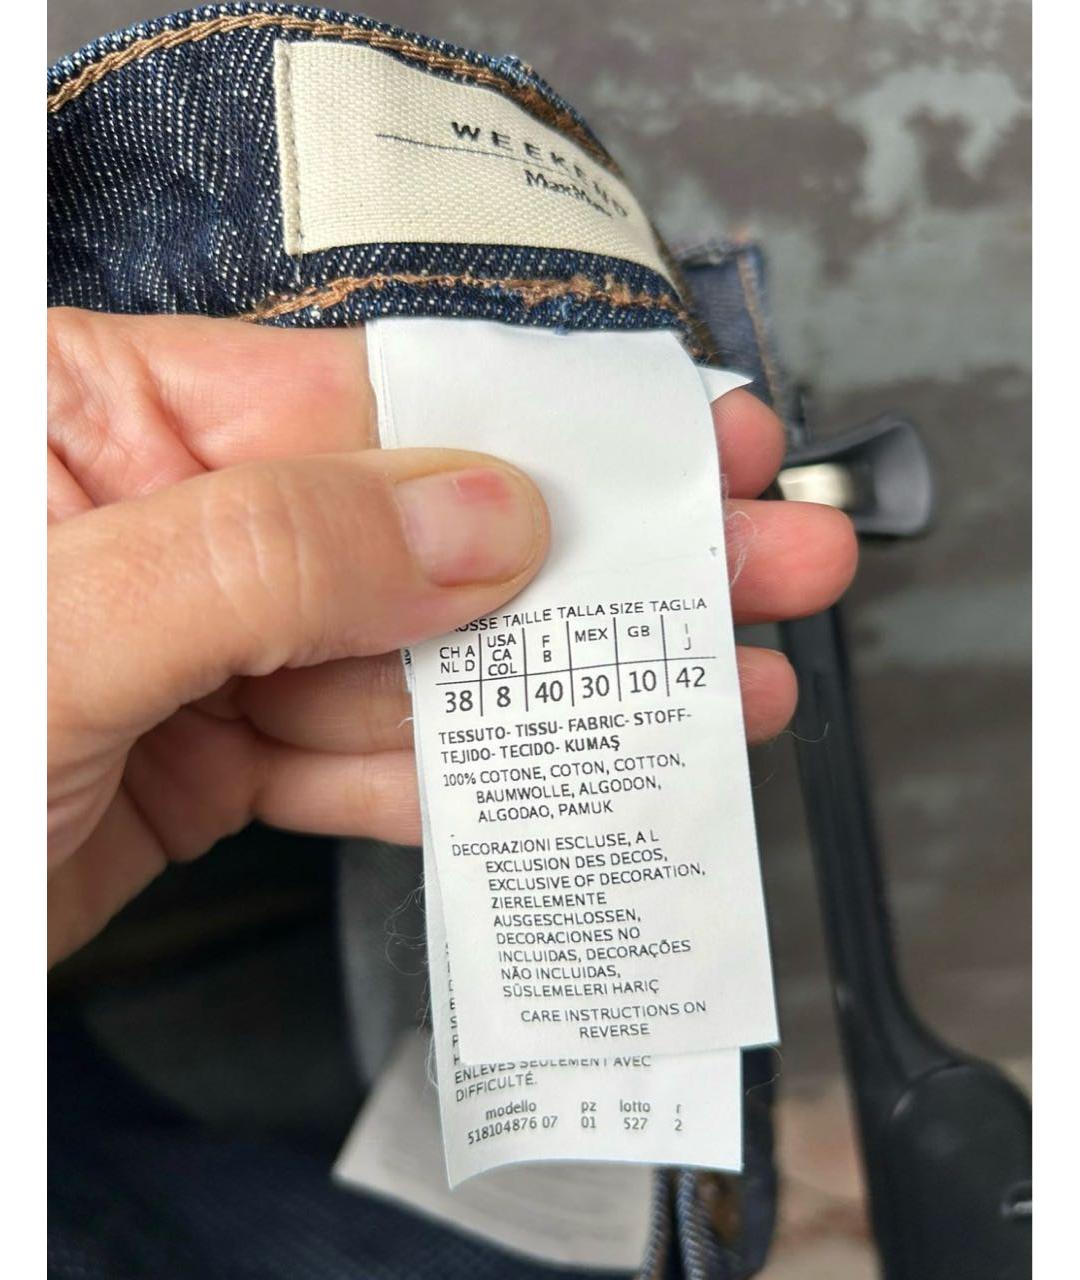 WEEKEND
MaxMara
TAILLE TALLA SIZE TAGLIA
CH A USA F MEX GB I
NL D CA B J
COL
38 8 40 30 10 42
TESSUTO- TISSU- FABRIC- STOFF-
TEJIDO- TECIDO- KUMAŞ
100% COTONE, COTON, COTTON,
BAUMWOLLE, ALGODON,
ALGODAO, PAMUK
DECORAZIONI ESCLUSE, A L
EXCLUSION DES DECOS,
EXCLUSIVE OF DECORATION,
ZIERELEMENTE
AUSGESCHLOSSEN,
DECORACIONES NO
INCLUIDAS, DECORAÇÕES
NÃO INCLUIDAS,
SÜSLEMELERI HARIÇ
CARE INSTRUCTIONS ON
REVERSE
ENLEVES SEULEMENT AVEC
DIFFICULTÉ.
modello pz lotto r
518104876 07 01 527 2